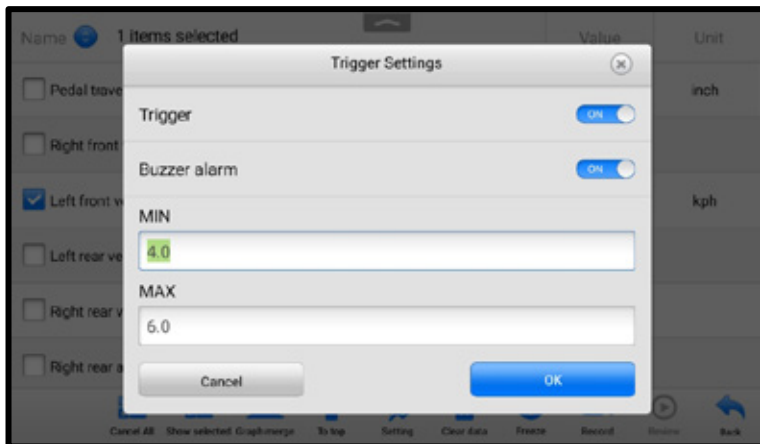 Name 1 items selected Value Unit
Trigger Settings
Pedal trave inch
Trigger ON
Right front
Buzzer alarm ON
Left front v kph
MIN
4.0
Left rear ve
MAX
Right rear v
6.0
Right rear a
Cancel OK
Cancel All Show selected Graph merge To top Setting Clear data Freeze Record Review Back